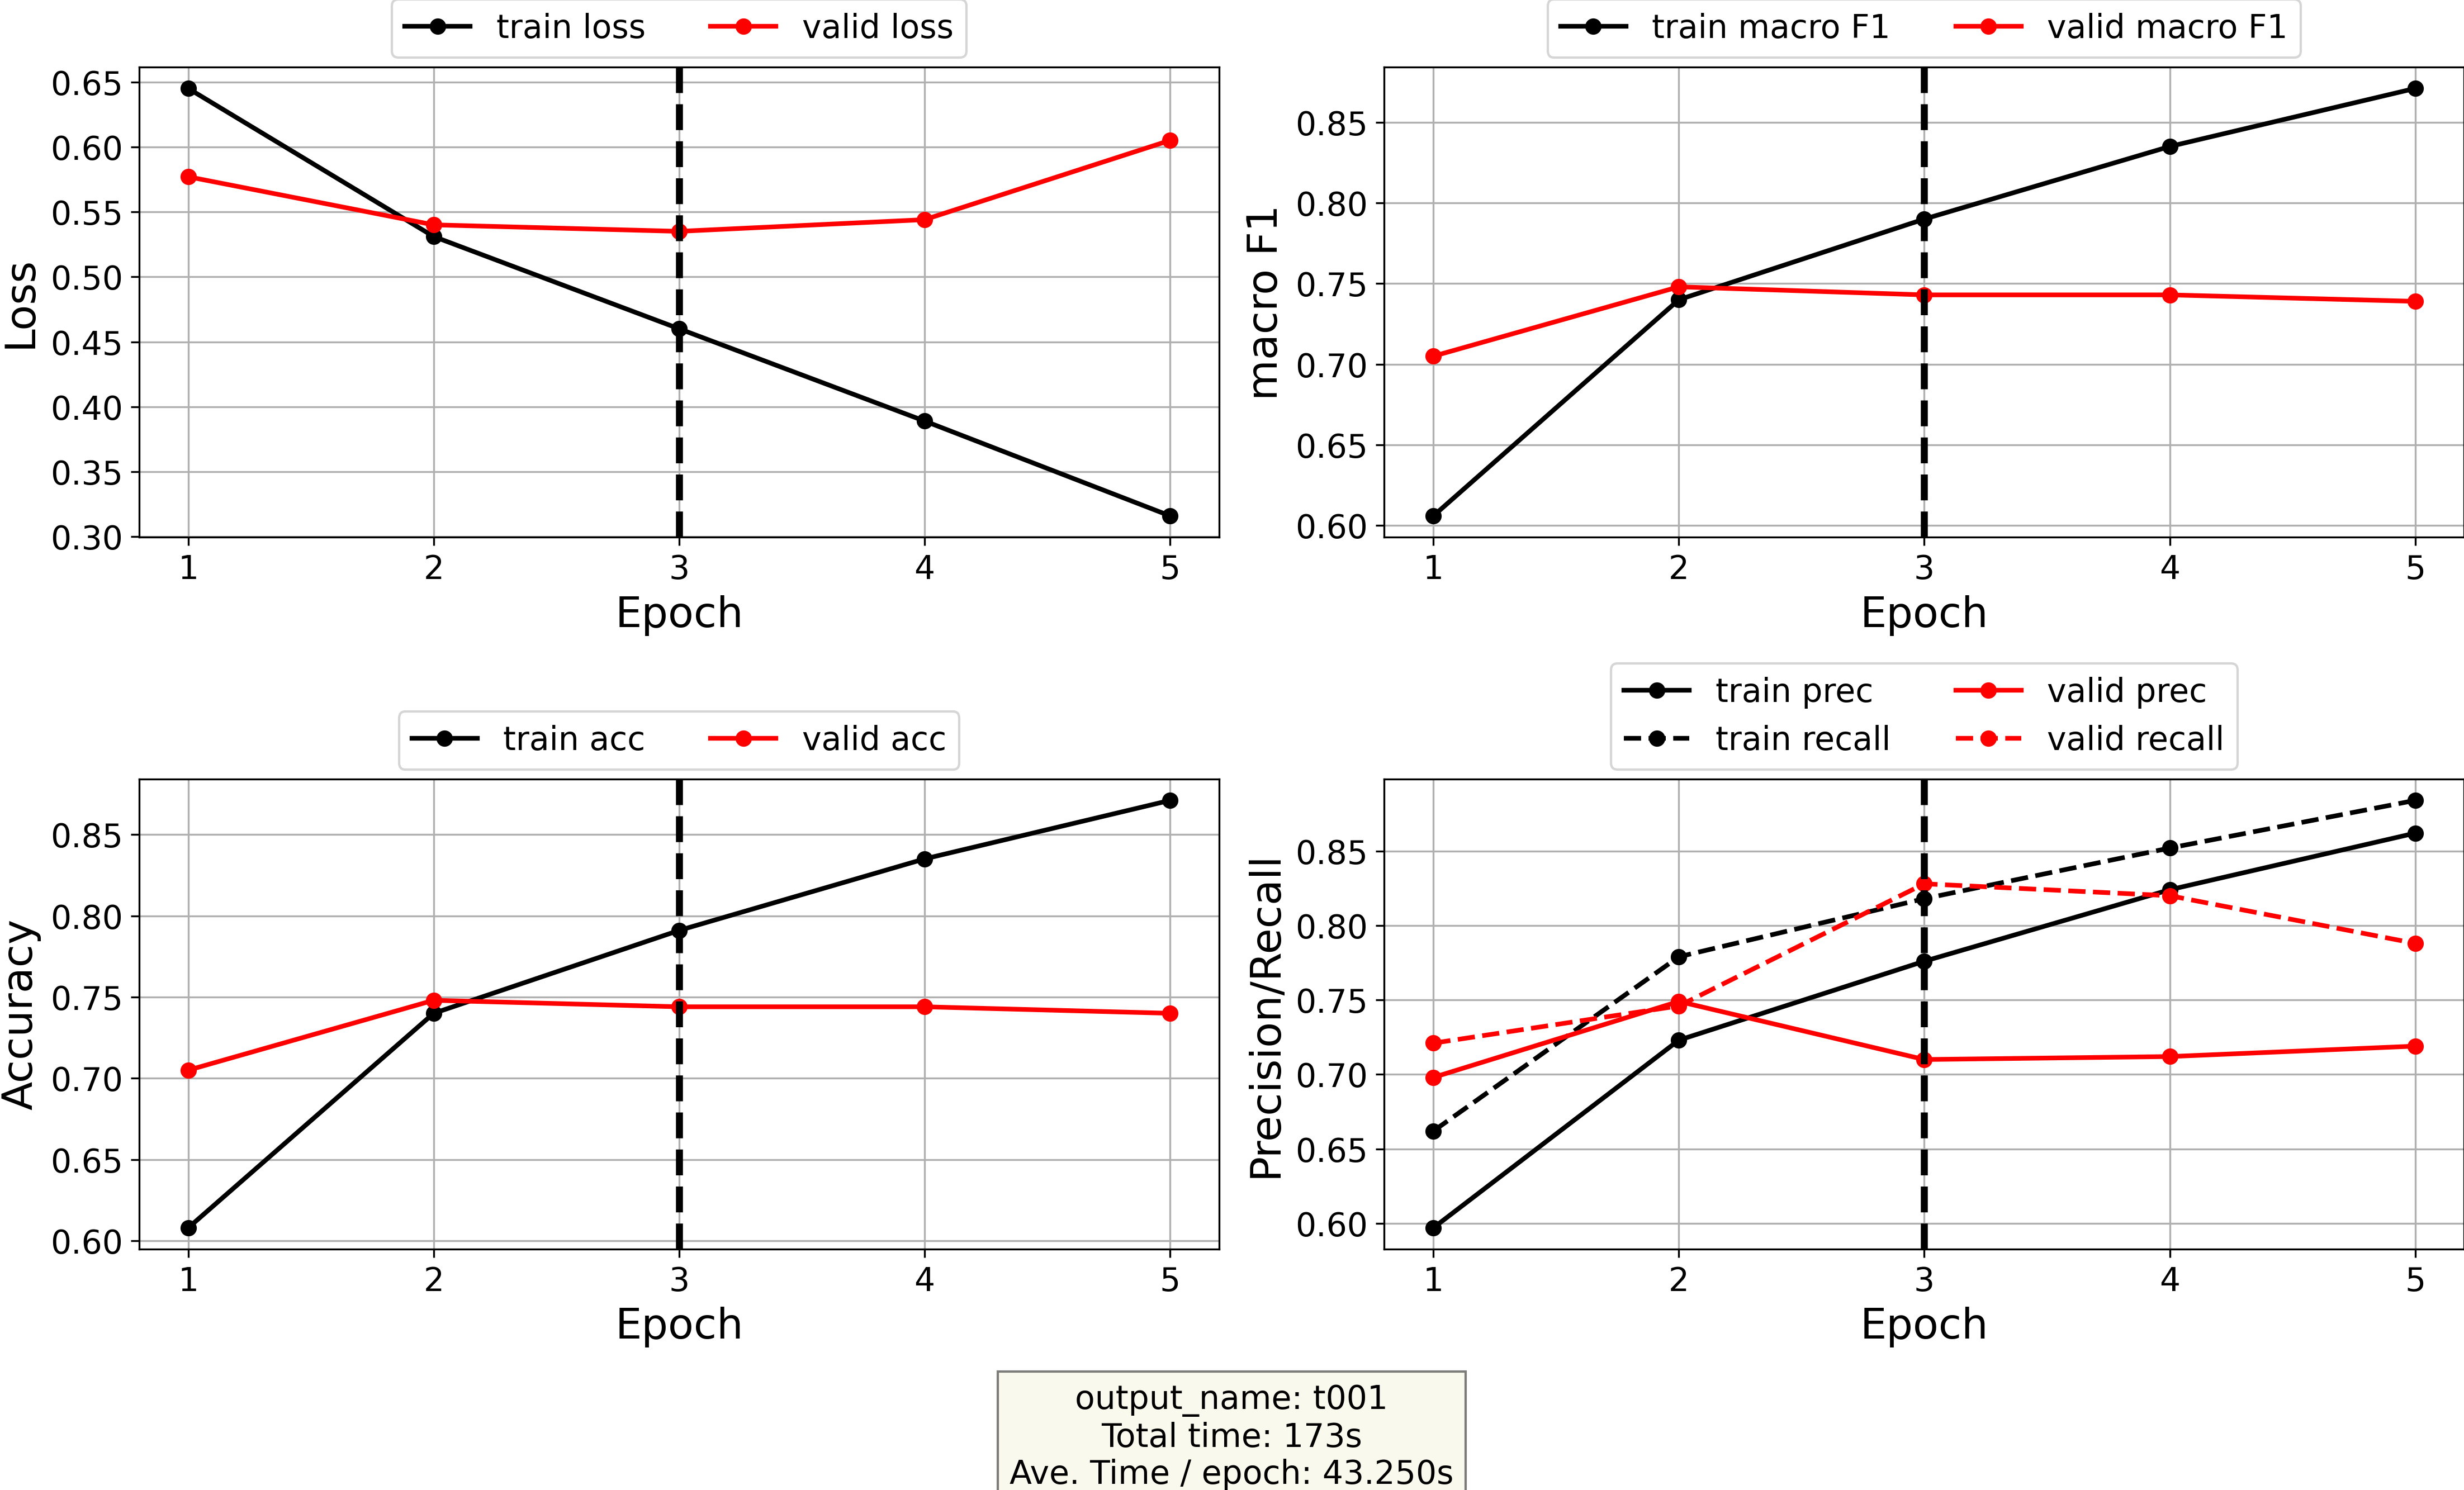 train loss valid loss
0.65
0.60
0.55
0.50
0.45
0.40
0.35
0.30
Loss
1 2 3 4 5
Epoch
train macro F1 valid macro F1
0.85
0.80
0.75
0.70
0.65
0.60
macro F1
1 2 3 4 5
Epoch
train acc valid acc
0.85
0.80
0.75
0.70
0.65
0.60
Accuracy
1 2 3 4 5
Epoch
train prec valid prec
train recall valid recall
0.85
0.80
0.75
0.70
0.65
0.60
Precision/Recall
1 2 3 4 5
Epoch
output_name: t001
Total time: 173s
Ave. Time / epoch: 43.250s